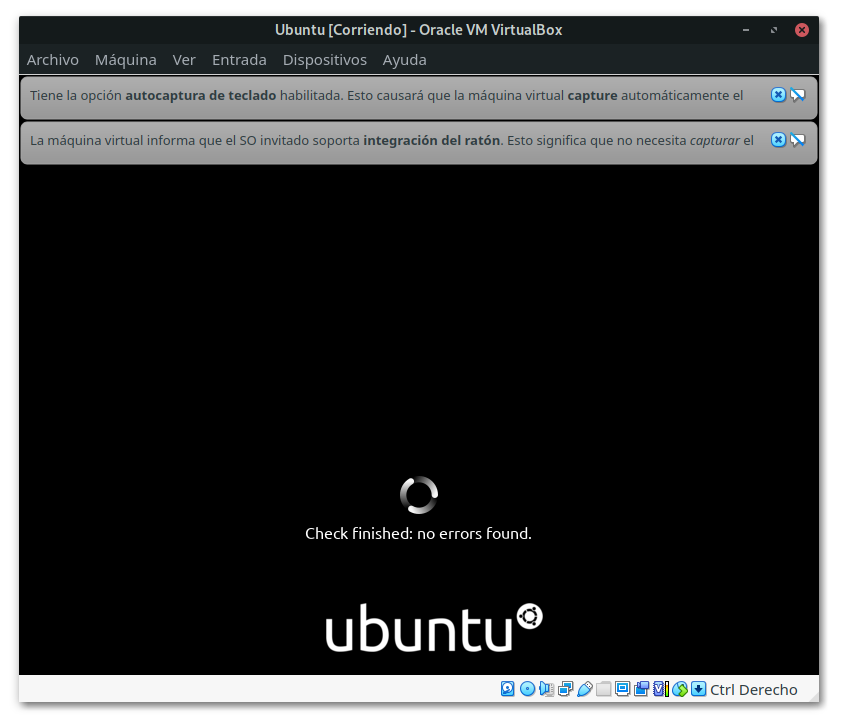 Ubuntu [Corriendo] - Oracle VM VirtualBox
Archivo Máquina Ver Entrada Dispositivos Ayuda
Tiene la opción autocaptura de teclado habilitada. Esto causará que la máquina virtual capture automáticamente el
La máquina virtual informa que el SO invitado soporta integración del ratón. Esto significa que no necesita capturar el
Check finished: no errors found.
ubuntu
Ctrl Derecho